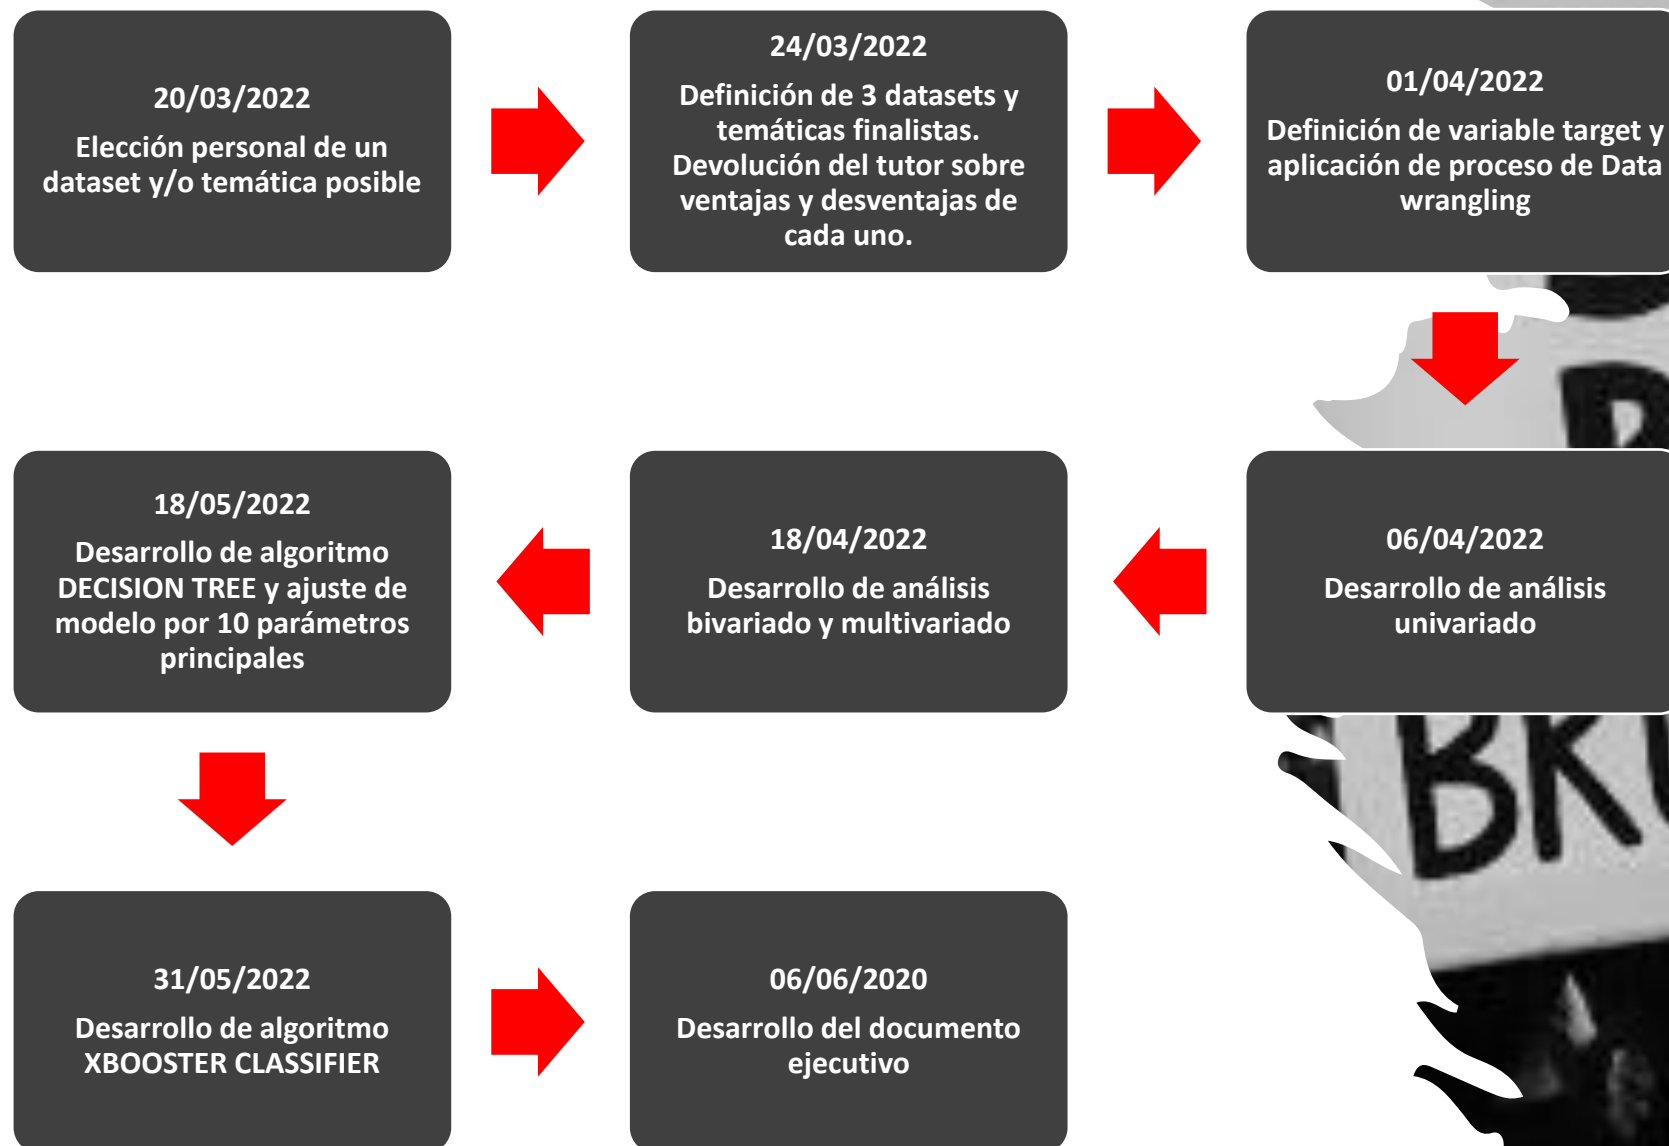 20/03/2022
Elección personal de un
dataset y/o temática posible
24/03/2022
Definición de 3 datasets y
temáticas finalistas.
Devolución del tutor sobre
ventajas y desventajas de
cada uno.
01/04/2022
Definición de variable target y
aplicación de proceso de Data
wrangling
06/04/2022
Desarrollo de análisis
univariado
18/04/2022
Desarrollo de análisis
bivariado y multivariado
18/05/2022
Desarrollo de algoritmo
DECISION TREE y ajuste de
modelo por 10 parámetros
principales
31/05/2022
Desarrollo de algoritmo
XBOOSTER CLASSIFIER
06/06/2020
Desarrollo del documento
ejecutivo